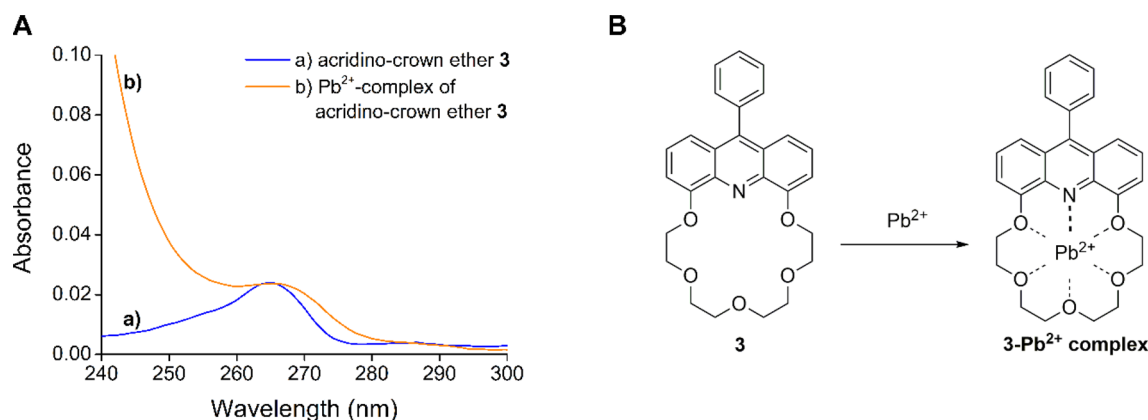 A
0.10
0.08
0.06
0.04
0.02
0.00
Absorbance
240 250 260 270 280 290 300
Wavelength (nm)
b)
a)
a) acridino-crown ether 3
b) Pb²⁺-complex of
acridino-crown ether 3
B
N
O O
O O
O
3
Pb²⁺
N
O O
Pb²⁺
O O
O
3-Pb²⁺ complex